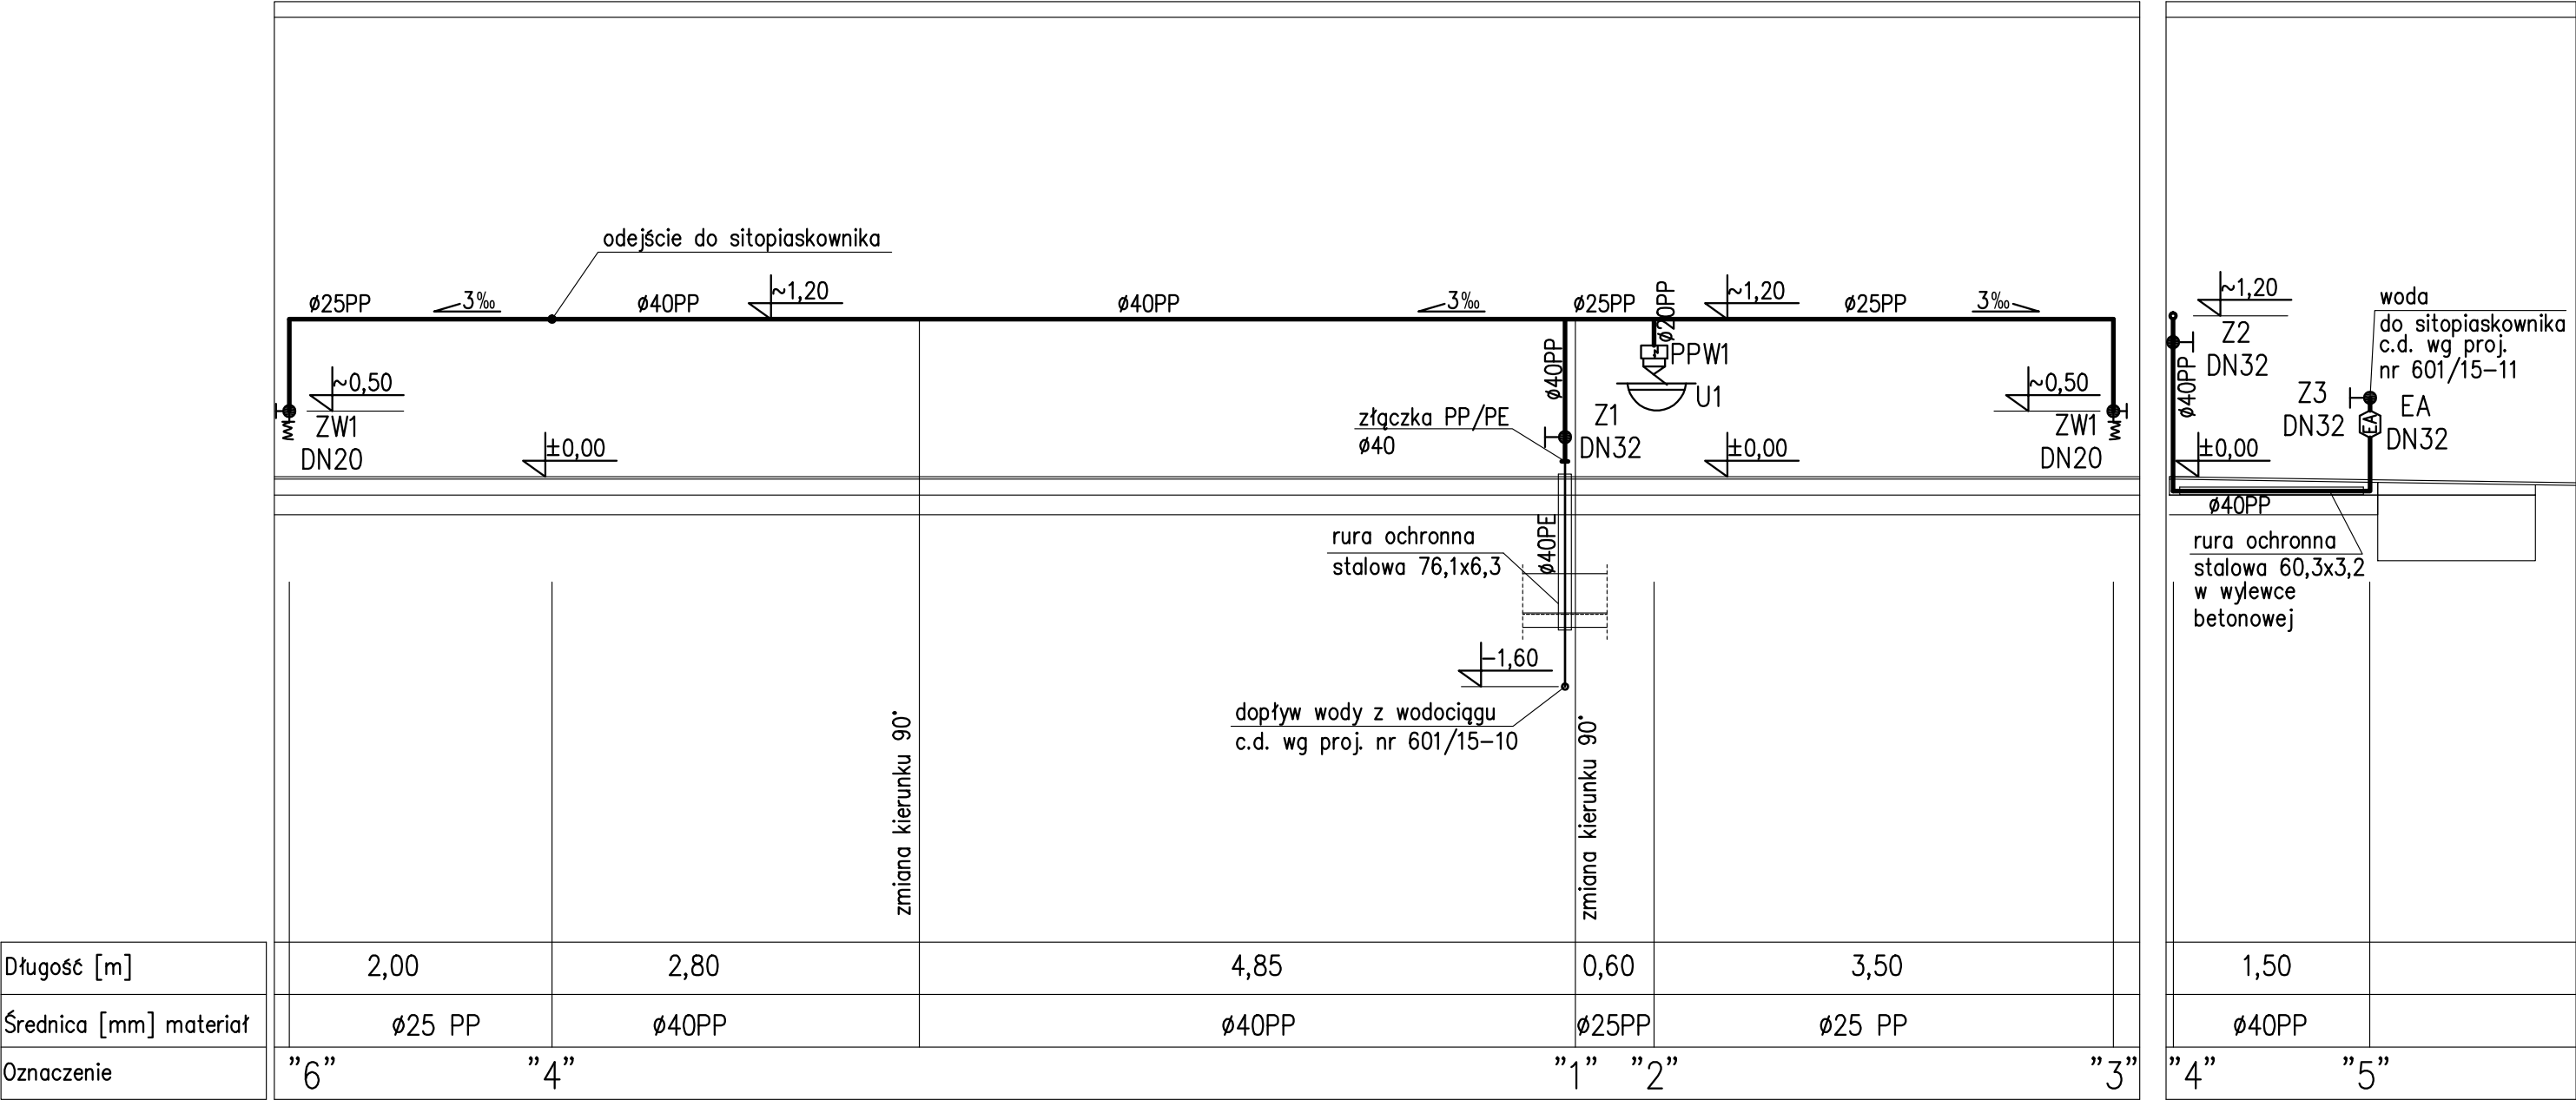 odejście do sitopiaskownika
ø25PP
3‰
ø40PP
~1,20
ø40PP
3‰
ø25PP
ø20PP
~1,20
ø25PP
3‰
~0,50
ZW1
DN20
±0,00
złączka PP/PE
ø40
ø40PP
Z1
DN32
PPW1
U1
±0,00
~0,50
ZW1
DN20
rura ochronna
stalowa 76,1x6,3
ø40PE
-1,60
dopływ wody z wodociągu
c.d. wg proj. nr 601/15-10
zmiana kierunku 90°
zmiana kierunku 90°
~1,20
Z2
DN32
ø40PP
±0,00
woda
do sitopiaskownika
c.d. wg proj.
nr 601/15-11
Z3
DN32
EA
EA
DN32
ø40PP
rura ochronna
stalowa 60,3x3,2
w wylewce
betonowej
Długość [m] 2,00 2,80 4,85 0,60 3,50 1,50
Średnica [mm] materiał ø25 PP ø40PP ø40PP ø25PP ø25 PP ø40PP
Oznaczenie "6" "4" "1" "2" "3" "4" "5"